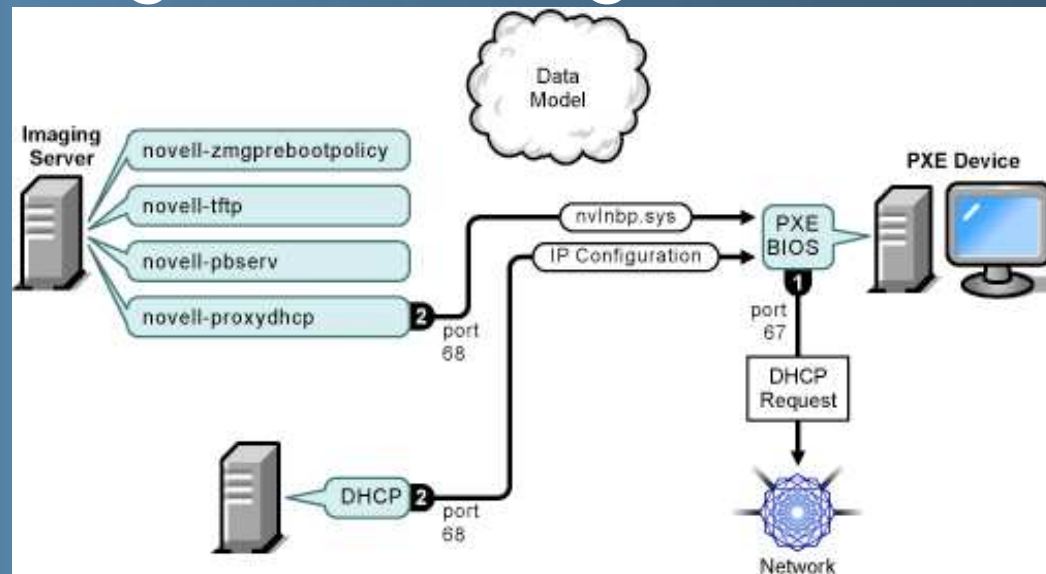 Data
Model
Imaging
Server
novell-zmgprebootpolicy
novell-tftp
novell-pbserv
novell-proxydhcp
2
port
68
nvlnbp.sys
IP Configuration
PXE
BIOS
1
port
67
PXE Device
DHCP
Request
Network
DHCP
2
port
68